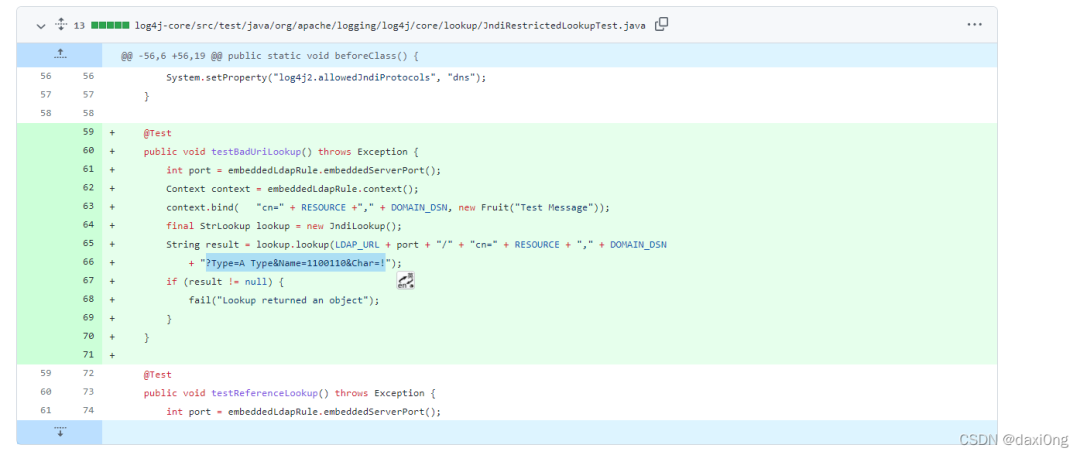 13 log4j-core/src/test/java/org/apache/logging/log4j/core/lookup/JndiRestrictedLookupTest.java
@@ -56,6 +56,19 @@ public static void beforeClass() {
56 56 System.setProperty("log4j2.allowedJndiProtocols", "dns");
57 57 }
58 58
59 + @Test
60 + public void testBadUriLookup() throws Exception {
61 + int port = embeddedLdapRule.embeddedServerPort();
62 + Context context = embeddedLdapRule.context();
63 + context.bind( "cn=" + RESOURCE +"," + DOMAIN_DSN, new Fruit("Test Message"));
64 + final StrLookup lookup = new JndiLookup();
65 + String result = lookup.lookup(LDAP_URL + port + "/" + "cn=" + RESOURCE + "," + DOMAIN_DSN
66 + + "?Type=A Type&Name=1100110&Char=!");
67 + if (result != null) {
68 + fail("Lookup returned an object");
69 + }
70 + }
71 +
59 72 @Test
60 73 public void testReferenceLookup() throws Exception {
61 74 int port = embeddedLdapRule.embeddedServerPort();
CSDN @daxi0ng